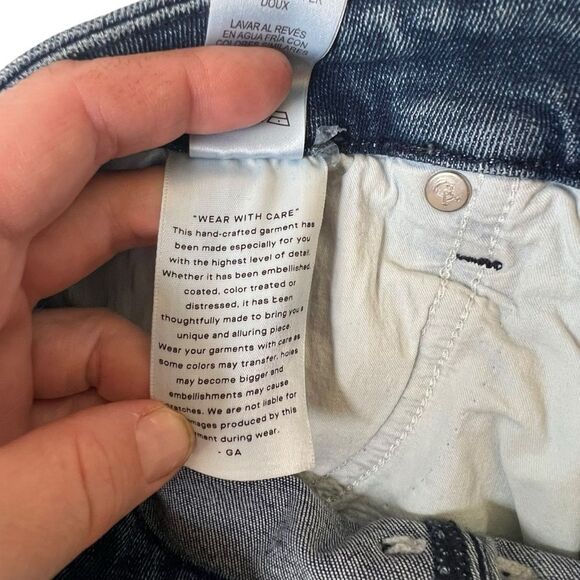 DOUX
LAVAR AL REVÉS
EN AGUA FRÍA CON
COLORES SIMILARES
"WEAR WITH CARE"
This hand-crafted garment has
been made especially for you
with the highest level of detail.
Whether it has been embellished,
coated, color treated or
distressed, it has been
thoughtfully made to bring you a
unique and alluring piece.
Wear your garments with care as
some colors may transfer, holes
may become bigger and
embellishments may cause
scratches. We are not liable for
images produced by this
ment during wear.
- GA